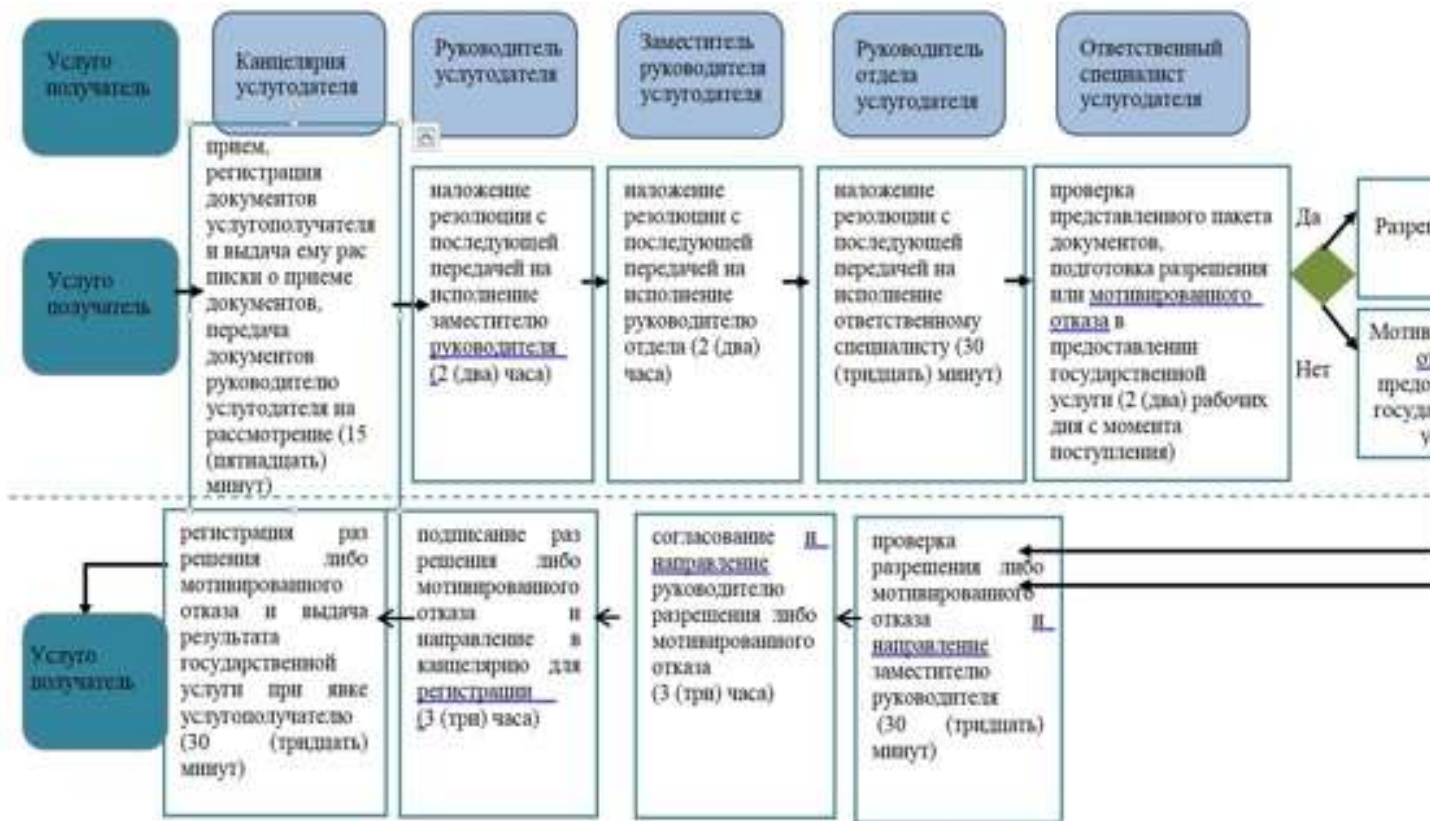 Услуго
получатель
Канцелярия
услугодателя
Руководитель
услугодателя
Заместитель
руководителя
услугодателя
Руководитель
отдела
услугодателя
Ответственный
специалист
услугодателя
Услуго
получатель
прием,
регистрация
документов
услугополучателя
и выдача ему рас
писки о приеме
документов,
передача
документов
руководителю
услугодателя на
рассмотрение (15
(пятнадцать)
минут)
наложение
резолюции с
последующей
передачей на
исполнение
заместителю
руководителя
(2 (два) часа)
наложение
резолюции с
последующей
передачей на
исполнение
руководителю
отдела (2 (два)
часа)
наложение
резолюции с
последующей
передачей на
исполнение
ответственному
специалисту (30
(тридцать) минут)
проверка
представленного пакета
документов,
подготовка разрешения
или мотивированного
отказа в
предоставлении
государственной
услуги (2 (два) рабочих
дня с момента
поступления)
Да
Нет
Разреш
Мотив
о
предо
госуда
у
регистрация раз
решения либо
мотивированного
отказа и выдача
результата
государственной
услуги при явке
услугополучателю
(30 (тридцать)
минут)
подписание раз
решения либо
мотивированного
отказа и
направление в
канцелярию для
регистрации
(3 (три) часа)
согласование и
направление
руководителю
разрешения либо
мотивированного
отказа
(3 (три) часа)
проверка
разрешения либо
мотивированного
отказа и
направление
заместителю
руководителя
(30 (тридцать)
минут)
Услуго
получатель